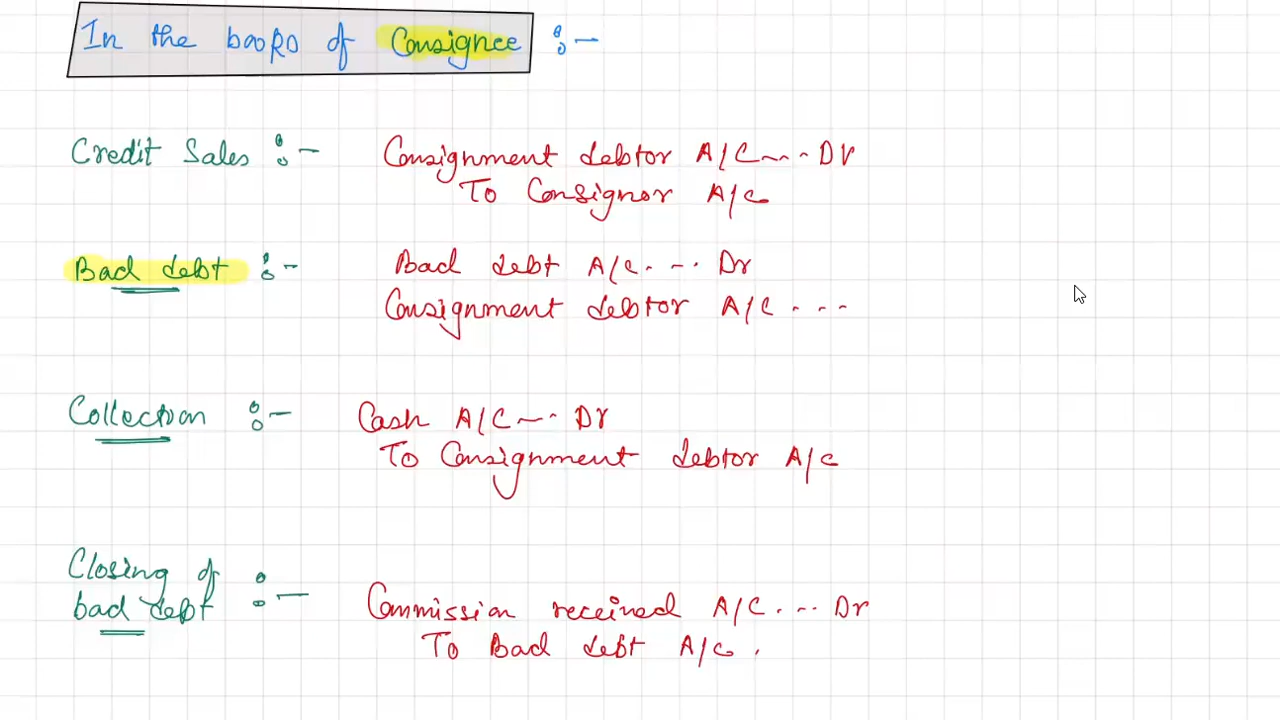 In the books of Consignee :-
Credit Sales :- Consignment debtor A/C --- Dr
To Consignor A/C
Bad debt :- Bad debt A/C. --. Dr
Consignment debtor A/C ---
Collection :- Cash A/C --- Dr
To Consignment debtor A/C
Closing of
bad debt :- Commission received A/C. -- Dr
To Bad debt A/C.